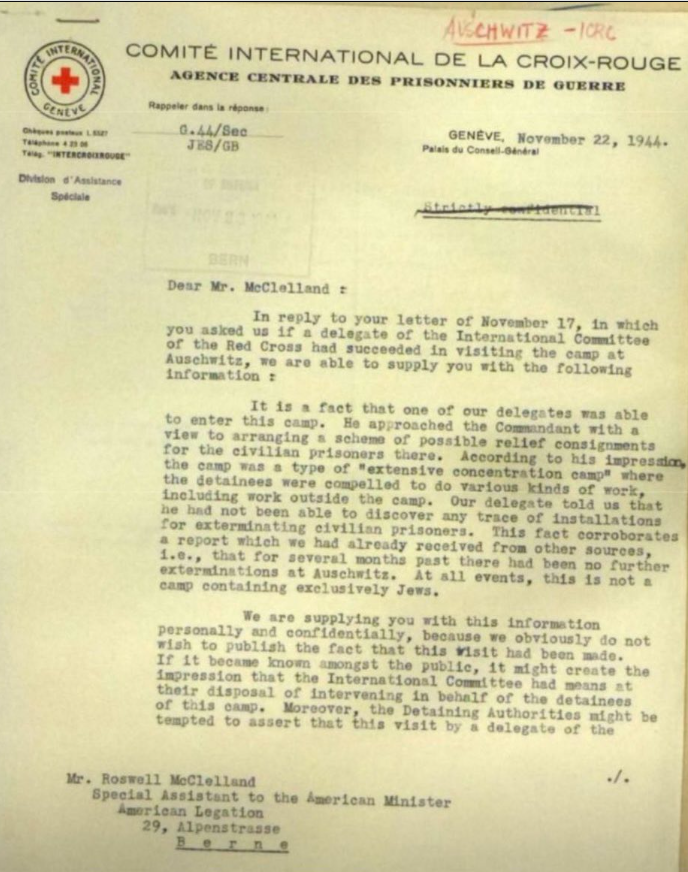 AUSCHWITZ - ICRC
COMITÉ INTERNATIONAL DE LA CROIX-ROUGE
AGENCE CENTRALE DES PRISONNIERS DE GUERRE
COMITÉ INTERNATIONAL
GENÈVE
Rappeler dans la réponse:
G.44/Sec
JES/GB
Chèques postaux I. 5527
Téléphone 4 23 05
Télég. "INTERCROIXROUGE"
Division d'Assistance
Spéciale
GENÈVE, November 22, 1944.
Palais du Conseil-Général
Strictly confidential
BERN
Dear Mr. McClelland :
In reply to your letter of November 17, in which
you asked us if a delegate of the International Committee
of the Red Cross had succeeded in visiting the camp at
Auschwitz, we are able to supply you with the following
information :
It is a fact that one of our delegates was able
to enter this camp. He approached the Commandant with a
view to arranging a scheme of possible relief consignments
for the civilian prisoners there. According to his impression,
the camp was a type of "extensive concentration camp" where
the detainees were compelled to do various kinds of work,
including work outside the camp. Our delegate told us that
he had not been able to discover any trace of installations
for exterminating civilian prisoners. This fact corroborates
a report which we had already received from other sources,
i.e., that for several months past there had been no further
exterminations at Auschwitz. At all events, this is not a
camp containing exclusively Jews.
We are supplying you with this information
personally and confidentially, because we obviously do not
wish to publish the fact that this visit had been made.
If it became known amongst the public, it might create the
impression that the International Committee had means at
their disposal of intervening in behalf of the detainees
of this camp. Moreover, the Detaining Authorities might be
tempted to assert that this visit by a delegate of the
./.
Mr. Roswell McClelland
Special Assistant to the American Minister
American Legation
29, Alpenstrasse
B e r n e